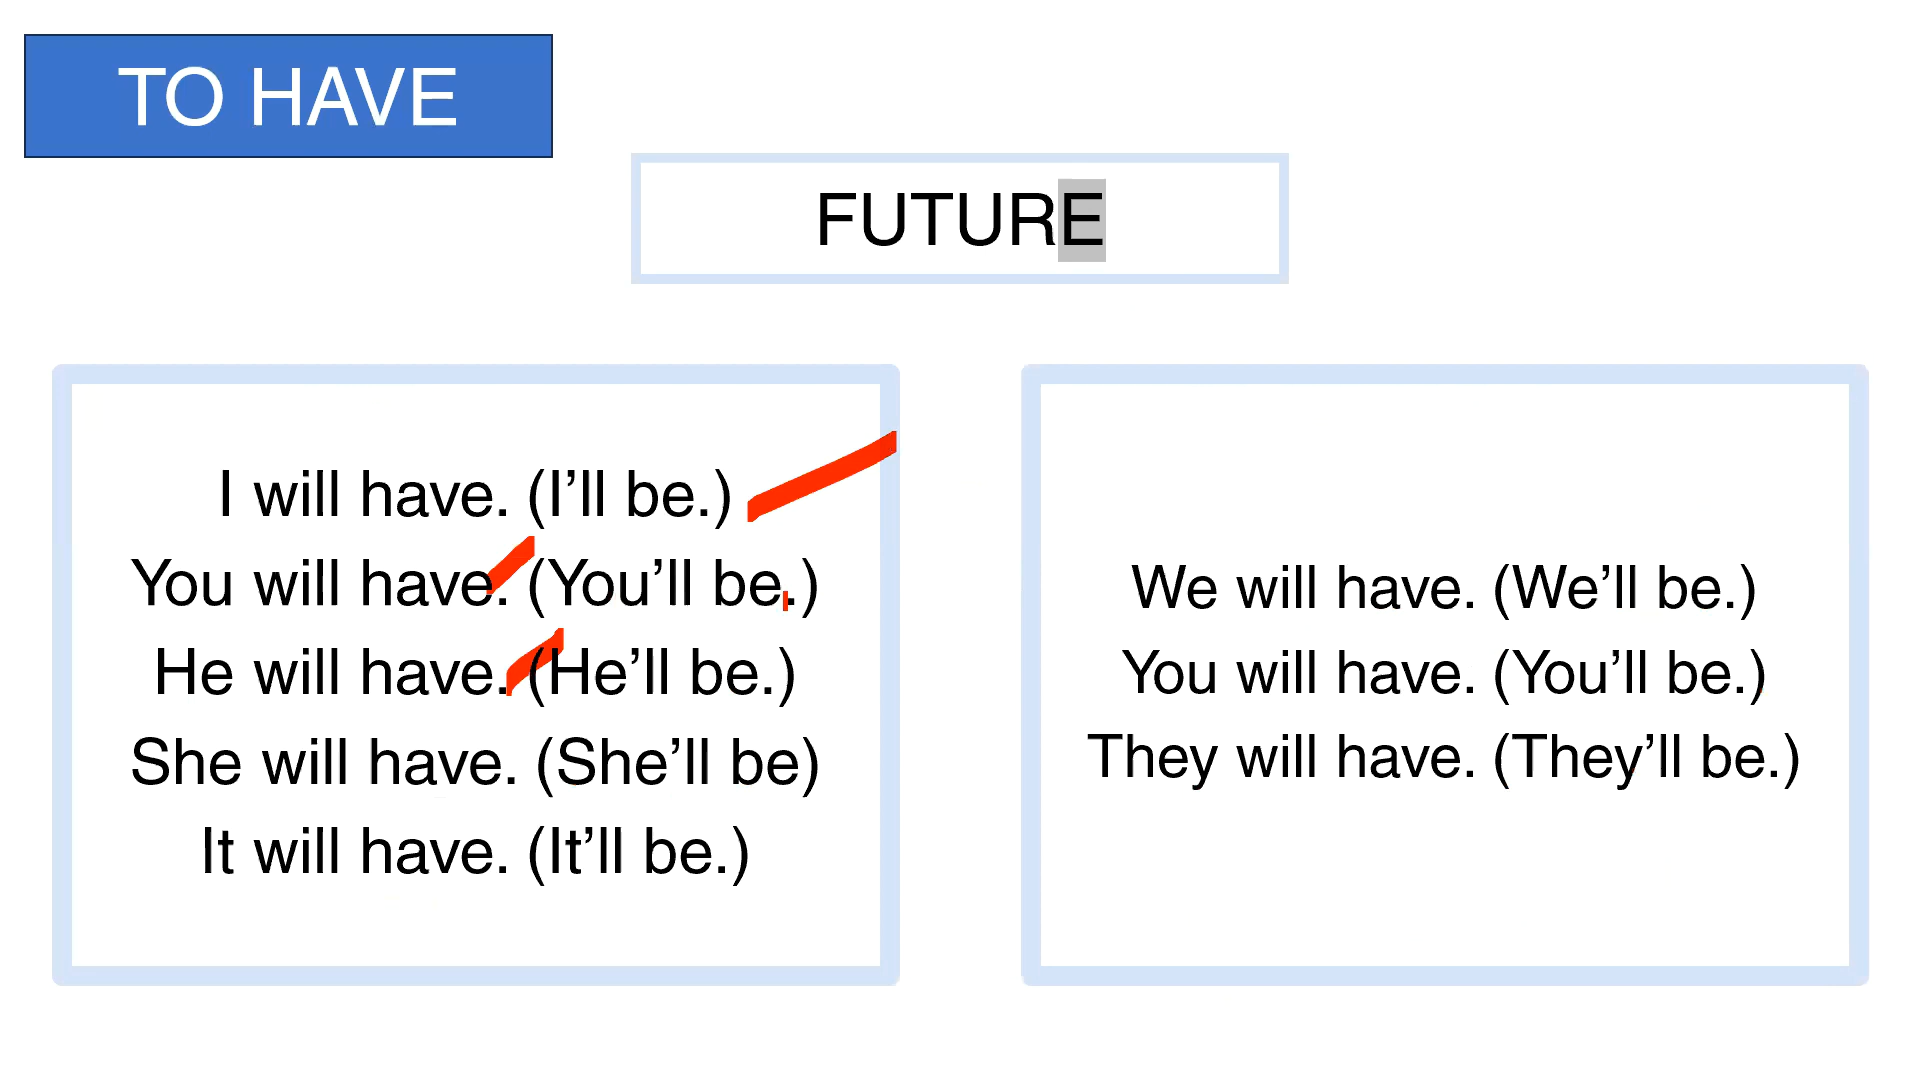 TO HAVE
FUTURE
I will have. (I’ll be.)
You will have. (You’ll be.)
He will have. (He’ll be.)
She will have. (She’ll be)
It will have. (It’ll be.)
We will have. (We’ll be.)
You will have. (You’ll be.)
They will have. (They’ll be.)